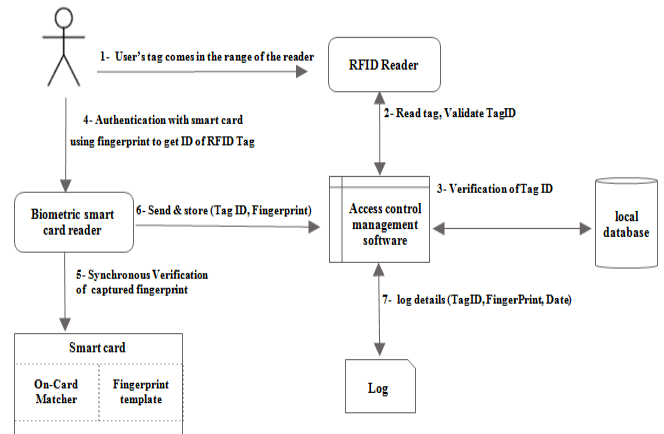 1- User's tag comes in the range of the reader
RFID Reader
2- Read tag, Validate TagID
4- Authentication with smart card
using fingerprint to get ID of RFID Tag
3- Verification of Tag ID
Biometric smart
card reader
6- Send & store (Tag ID, Fingerprint)
Access control
management
software
local
database
5- Synchronous Verification
of captured fingerprint
7- log details (TagID, FingerPrint, Date)
Smart card
On-Card
Matcher
Fingerprint
template
Log